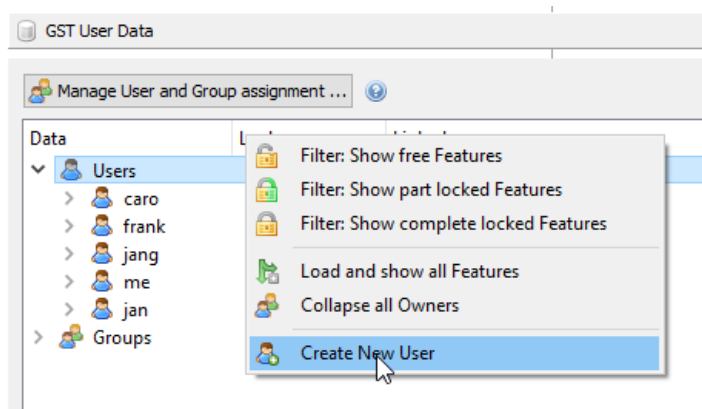 GST User Data
Manage User and Group assignment ...
Data
Users
caro
frank
jang
me
jan
Groups
Filter: Show free Features
Filter: Show part locked Features
Filter: Show complete locked Features
Load and show all Features
Collapse all Owners
Create New User